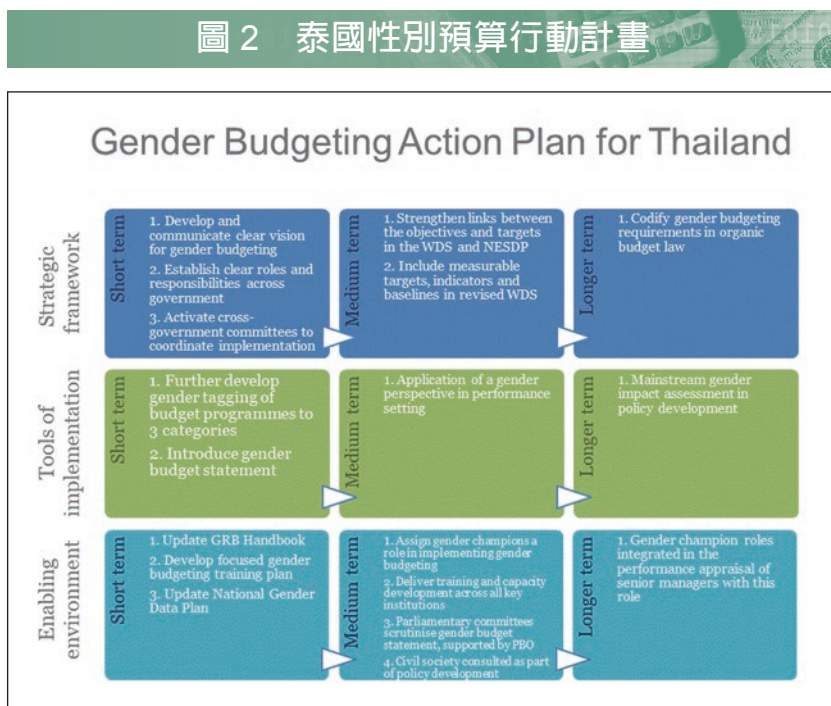 圖 2 泰國性別預算行動計畫
Gender Budgeting Action Plan for Thailand
Strategic
framework
Short term
1. Develop and
communicate clear vision
for gender budgeting
2. Establish clear roles and
responsibilities across
government
3. Activate cross-
government committees to
coordinate implementation
Medium term
1. Strengthen links between
the objectives and targets
in the WDS and NESDP
2. Include measurable
targets, indicators and
baselines in revised WDS
Longer term
1. Codify gender budgeting
requirements in organic
budget law
Tools of
implementation
Short term
1. Further develop
gender tagging of
budget programmes to
3 categories
2. Introduce gender
budget statement
Medium term
1. Application of a gender
perspective in performance
setting
Longer term
1. Mainstream gender
impact assessment in
policy development
Enabling
environment
Short term
1. Update GRB Handbook
2. Develop focused gender
budgeting training plan
3. Update National Gender
Data Plan
Medium term
1. Assign gender champions a
role in implementing gender
budgeting
2. Deliver training and capacity
development across all key
institutions
3. Parliamentary committees
scrutinise gender budget
statement, supported by PBO
4. Civil society consulted as part
of policy development
Longer term
1. Gender champion roles
integrated in the
performance appraisal of
senior managers with this
role